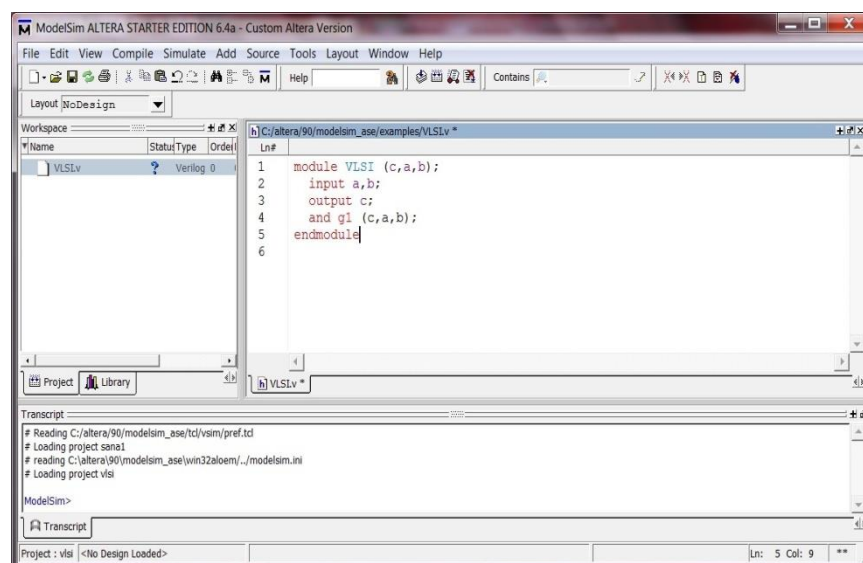 ModelSim ALTERA STARTER EDITION 6.4a - Custom Altera Version
File Edit View Compile Simulate Add Source Tools Layout Window Help
Help
Contains
Layout NoDesign
Workspace
Name Status Type Order
VLSI.v ? Verilog 0
Project Library
C:/altera/90/modelsim_ase/examples/VLSI.v *
Ln#
1 module VLSI (c,a,b);
2 input a,b;
3 output c;
4 and g1 (c,a,b);
5 endmodule
6
VLSI.v *
Transcript
# Reading C:/altera/90/modelsim_ase/tcl/vsim/pref.tcl
# Loading project sana1
# reading C:\altera\90\modelsim_ase\win32aloem/../modelsim.ini
# Loading project vlsi
ModelSim>
Transcript
Project : vlsi <No Design Loaded> Ln: 5 Col: 9 **